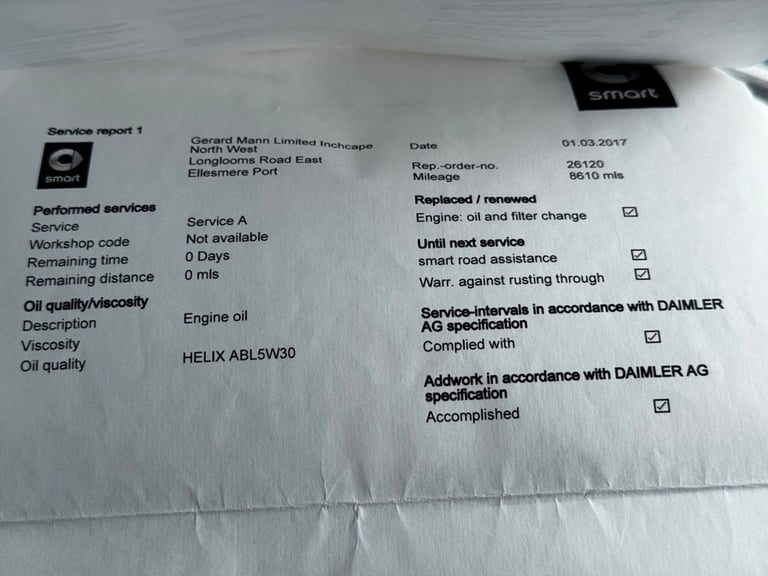 smart
Service report 1
smart
Gerard Mann Limited Inchcape
North West
Longlooms Road East
Ellesmere Port
Date 01.03.2017
Rep.-order-no. 26120
Mileage 8610 mls
Performed services
Service Service A
Workshop code Not available
Remaining time 0 Days
Remaining distance 0 mls
Oil quality/viscosity
Description Engine oil
Viscosity
Oil quality HELIX ABL5W30
Replaced / renewed
Engine: oil and filter change ☑
Until next service
smart road assistance ☑
Warr. against rusting through ☑
Service-intervals in accordance with DAIMLER
AG specification
Complied with ☑
Addwork in accordance with DAIMLER AG
specification
Accomplished ☑